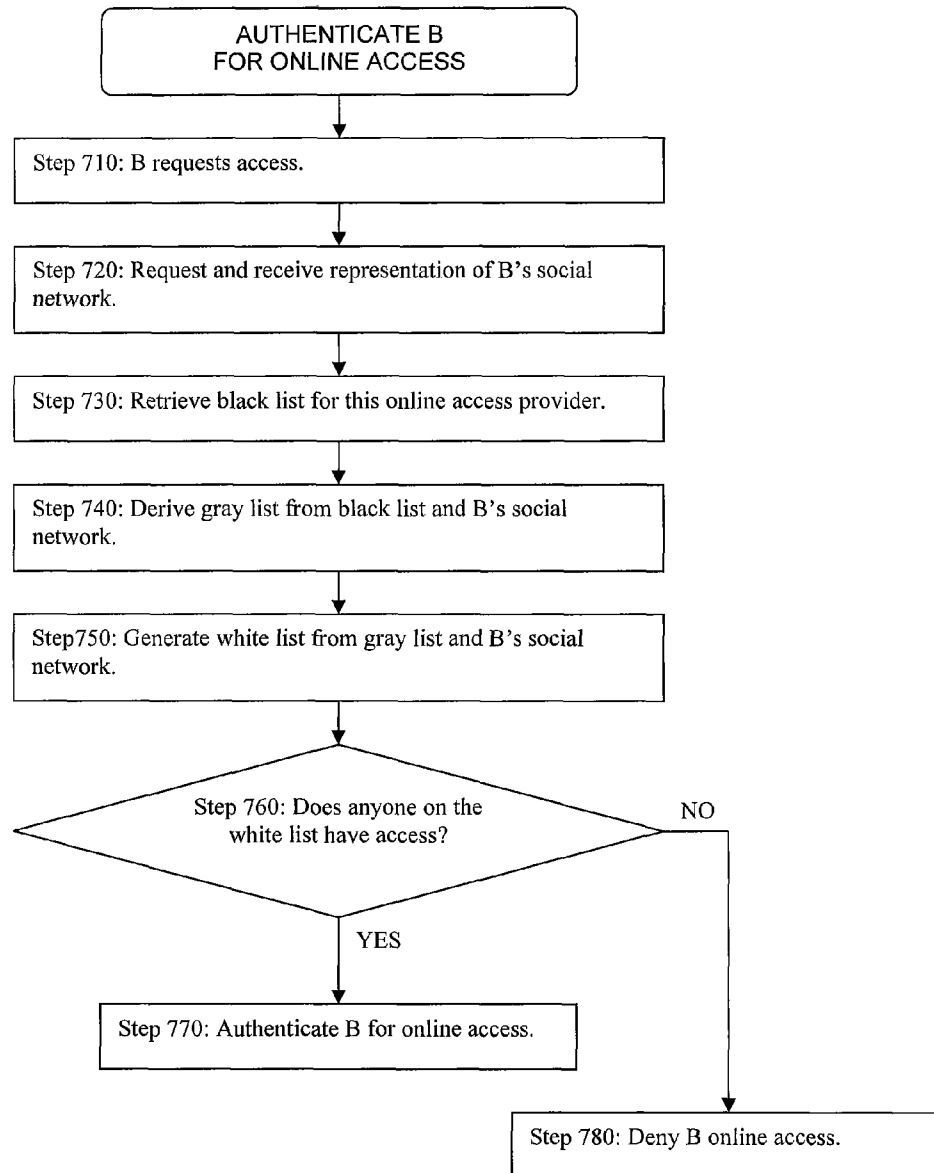 AUTHENTICATE B
FOR ONLINE ACCESS
Step 710: B requests access.
Step 720: Request and receive representation of B's social
network.
Step 730: Retrieve black list for this online access provider.
Step 740: Derive gray list from black list and B's social
network.
Step750: Generate white list from gray list and B's social
network.
Step 760: Does anyone on the
white list have access?
NO
YES
Step 770: Authenticate B for online access.
Step 780: Deny B online access.